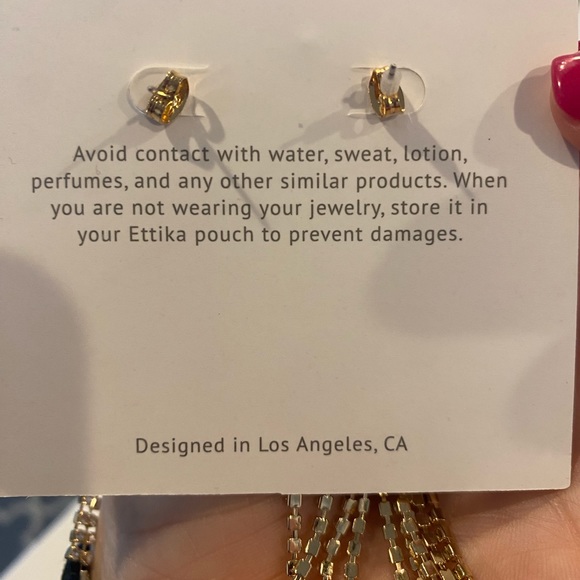 Avoid contact with water, sweat, lotion,
perfumes, and any other similar products. When
you are not wearing your jewelry, store it in
your Ettika pouch to prevent damages.
Designed in Los Angeles, CA